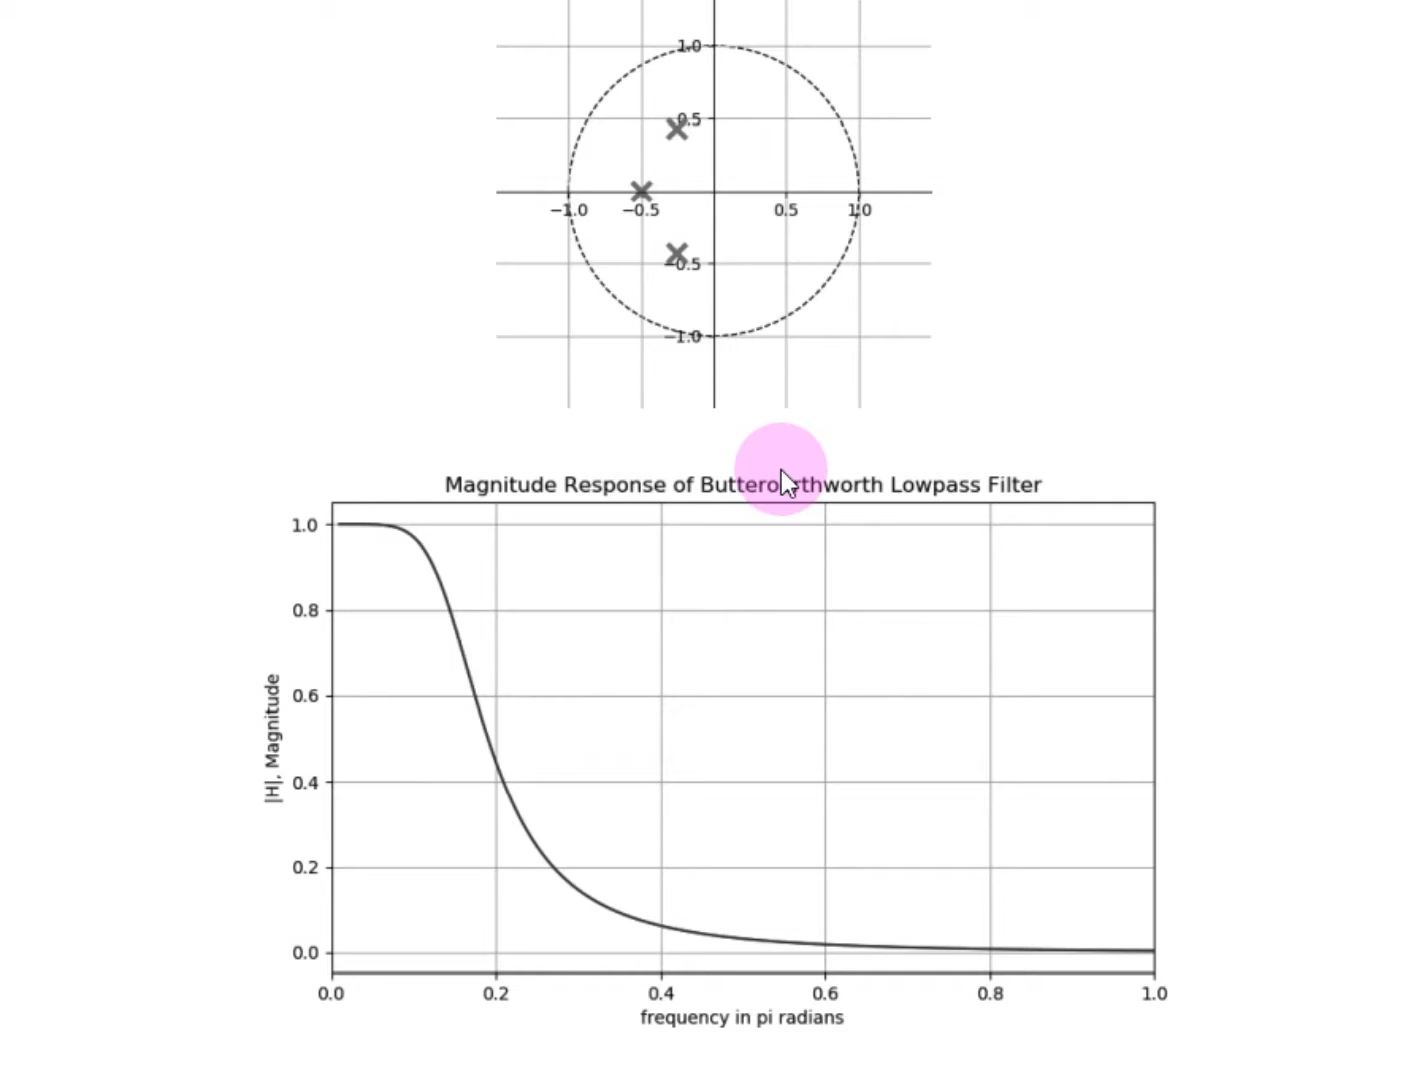 1.0
0.5
−1.0 −0.5 0.5 1.0
−0.5
−1.0
Magnitude Response of Butterorthworth Lowpass Filter
1.0
0.8
0.6
0.4
0.2
0.0
|H|, Magnitude
0.0 0.2 0.4 0.6 0.8 1.0
frequency in pi radians